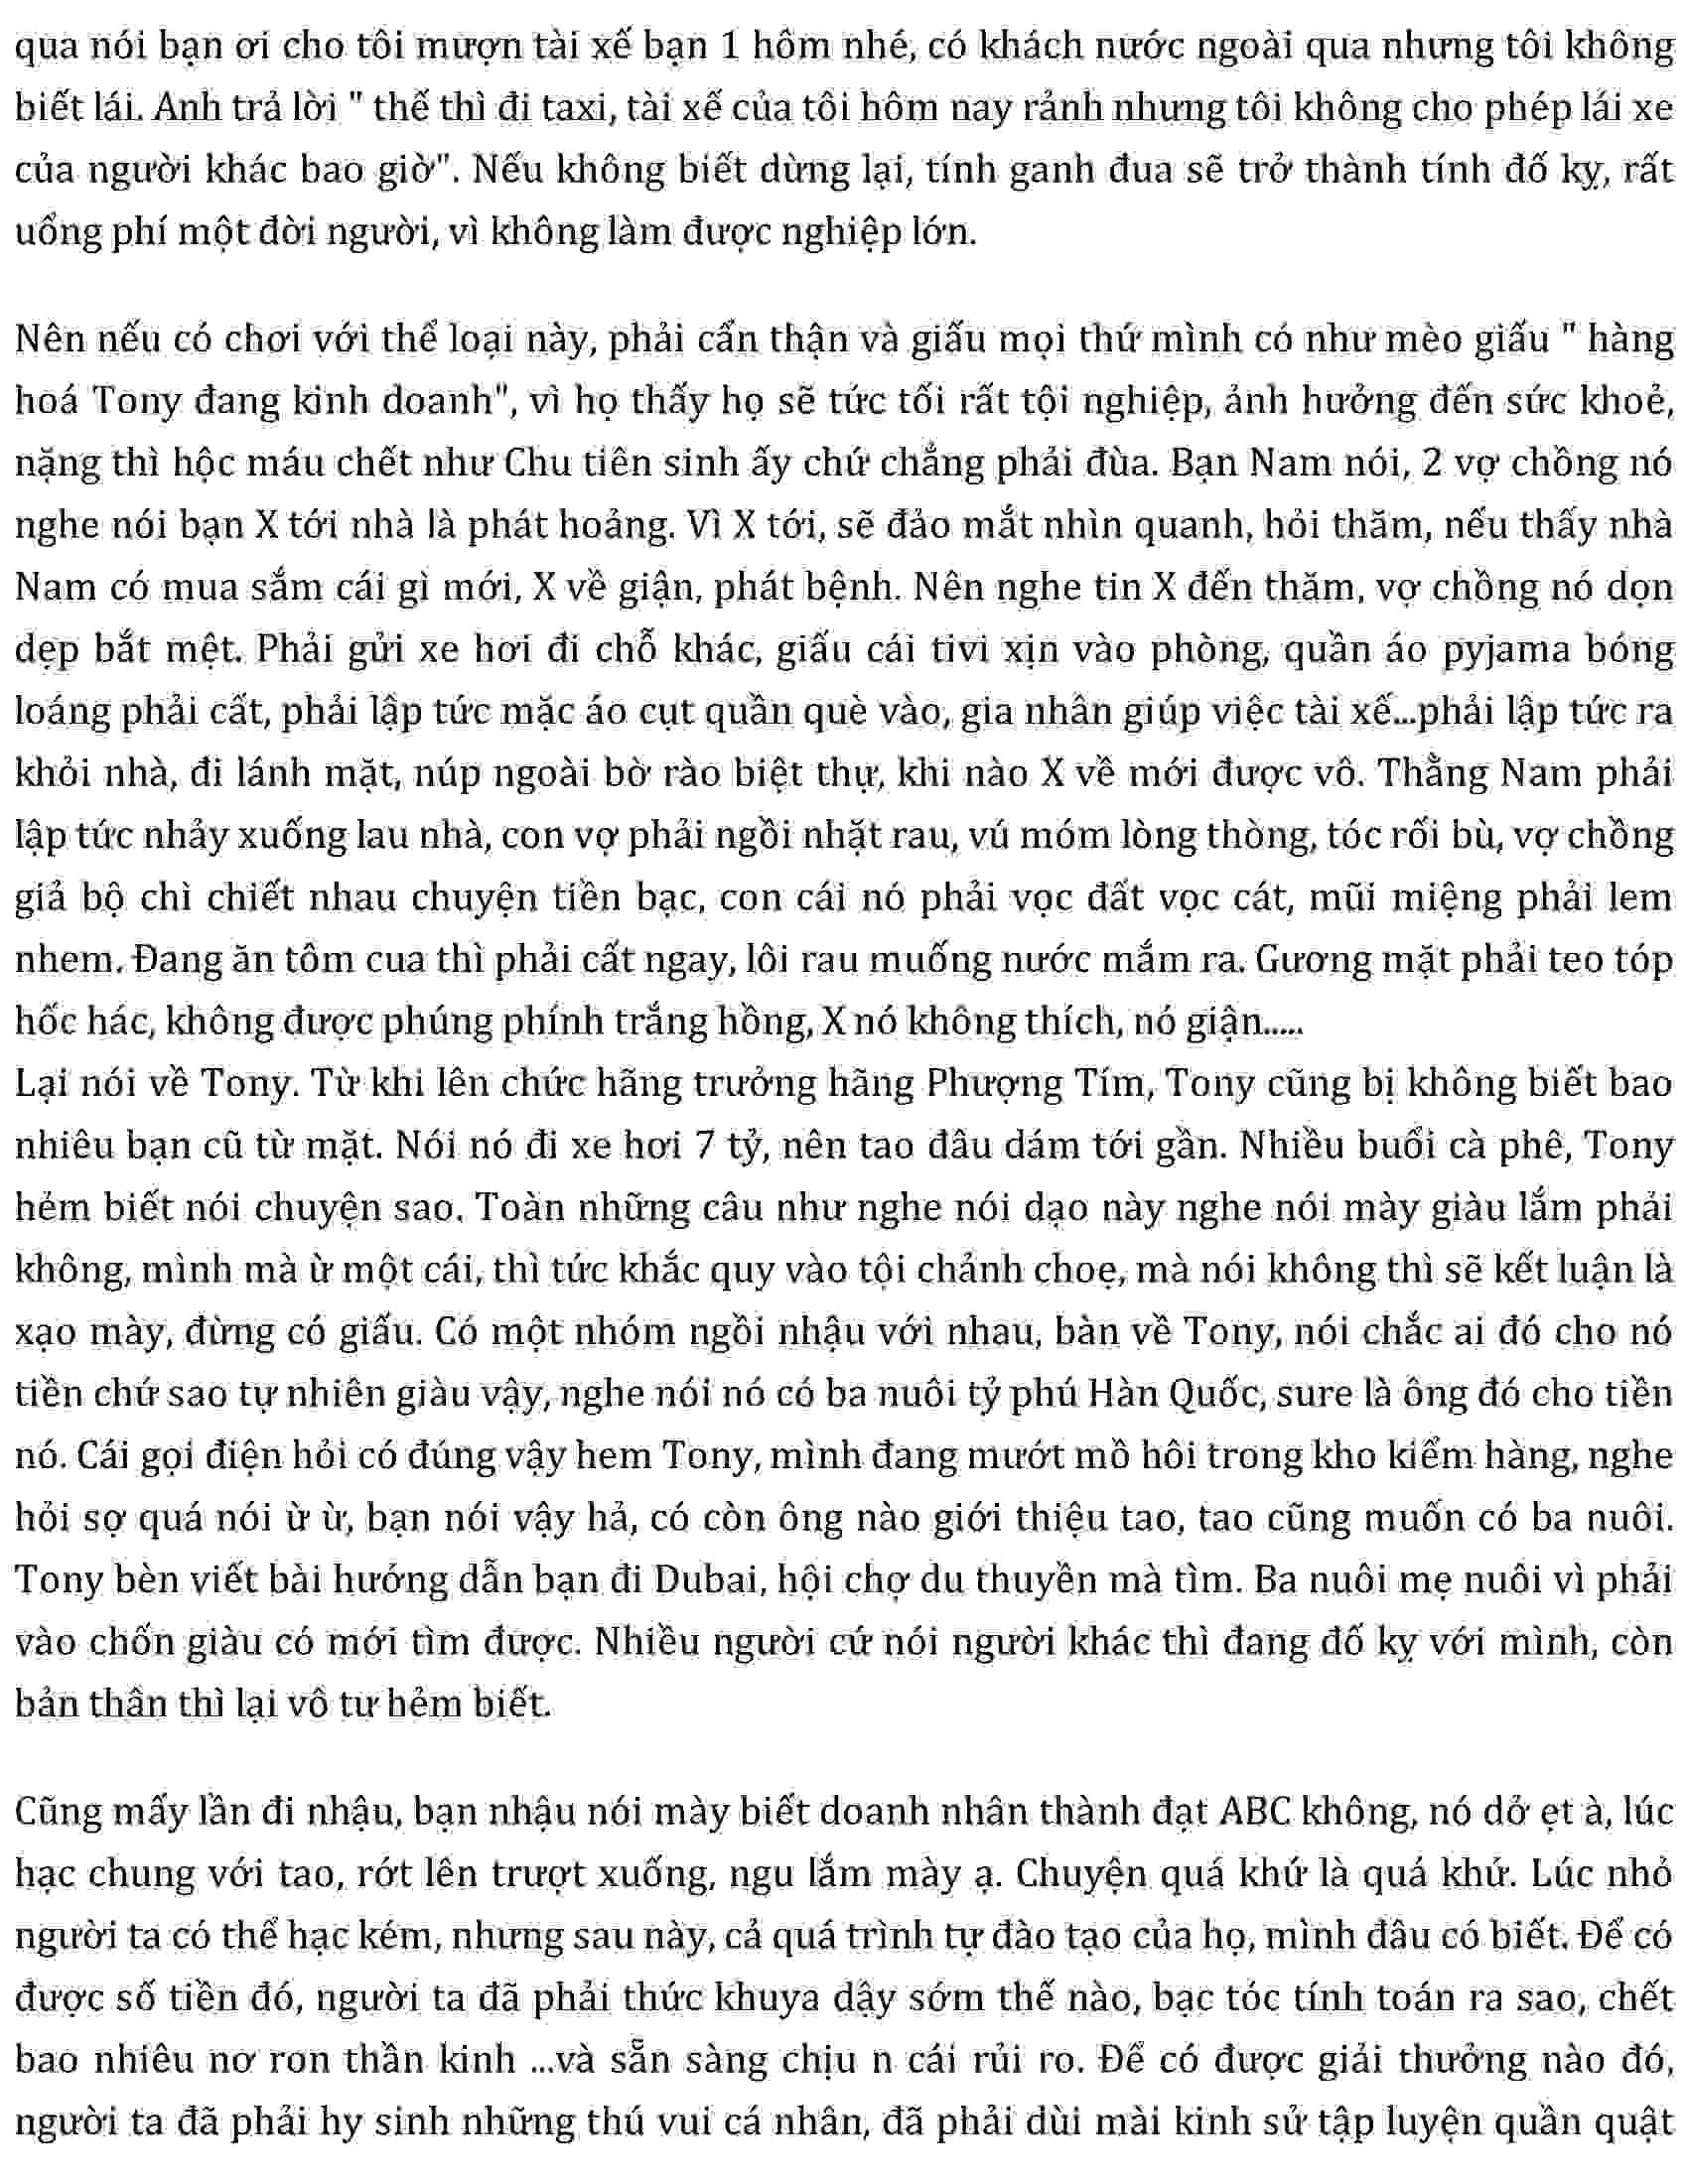 qua nói bạn ơi cho tôi mượn tài xế bạn 1 hôm nhé, có khách nước ngoài qua nhưng tôi không
biết lái. Anh trả lời " thế thì đi taxi, tài xế của tôi hôm nay rảnh nhưng tôi không cho phép lái xe
của người khác bao giờ". Nếu không biết dừng lại, tính ganh đua sẽ trở thành tính đố kỵ, rất
uổng phí một đời người, vì không làm được nghiệp lớn.
Nên nếu có chơi với thể loại này, phải cẩn thận và giấu mọi thứ mình có như mèo giấu " hàng
hoá Tony đang kinh doanh", vì họ thấy họ sẽ tức tối rất tội nghiệp, ảnh hưởng đến sức khoẻ,
nặng thì hộc máu chết như Chu tiên sinh ấy chứ chẳng phải đùa. Bạn Nam nói, 2 vợ chồng nó
nghe nói bạn X tới nhà là phát hoảng. Vì X tới, sẽ đảo mắt nhìn quanh, hỏi thăm, nếu thấy nhà
Nam có mua sắm cái gì mới, X về giận, phát bệnh. Nên nghe tin X đến thăm, vợ chồng nó dọn
dẹp bắt mệt. Phải gửi xe hơi đi chỗ khác, giấu cái tivi xịn vào phòng, quần áo pyjama bóng
loáng phải cất, phải lập tức mặc áo cụt quần què vào, gia nhân giúp việc tài xế...phải lập tức ra
khỏi nhà, đi lánh mặt, núp ngoài bờ rào biệt thự, khi nào X về mới được vô. Thằng Nam phải
lập tức nhảy xuống lau nhà, con vợ phải ngồi nhặt rau, vú móm lòng thòng, tóc rối bù, vợ chồng
giả bộ chì chiết nhau chuyện tiền bạc, con cái nó phải vọc đất vọc cát, mũi miệng phải lem
nhem. Đang ăn tôm cua thì phải cất ngay, lôi rau muống nước mắm ra. Gương mặt phải teo tóp
hốc hác, không được phúng phính trắng hồng, X nó không thích, nó giận.....
Lại nói về Tony. Từ khi lên chức hãng trưởng hãng Phượng Tím, Tony cũng bị không biết bao
nhiêu bạn cũ từ mặt. Nói nó đi xe hơi 7 tỷ, nên tao đâu dám tới gần. Nhiều buổi cà phê, Tony
hẻm biết nói chuyện sao. Toàn những câu như nghe nói dạo này nghe nói mày giàu lắm phải
không, mình mà ừ một cái, thì tức khắc quy vào tội chảnh choẹ, mà nói không thì sẽ kết luận là
xạo mày, đừng có giấu. Có một nhóm ngồi nhậu với nhau, bàn về Tony, nói chắc ai đó cho nó
tiền chứ sao tự nhiên giàu vậy, nghe nói nó có ba nuôi tỷ phú Hàn Quốc, sure là ông đó cho tiền
nó. Cái gọi điện hỏi có đúng vậy hem Tony, mình đang mướt mồ hôi trong kho kiểm hàng, nghe
hỏi sợ quá nói ừ ừ, bạn nói vậy hả, có còn ông nào giới thiệu tao, tao cũng muốn có ba nuôi.
Tony bèn viết bài hướng dẫn bạn đi Dubai, hội chợ du thuyền mà tìm. Ba nuôi mẹ nuôi vì phải
vào chốn giàu có mới tìm được. Nhiều người cứ nói người khác thì đang đố kỵ với mình, còn
bản thân thì lại vô tư hẻm biết.
Cũng mấy lần đi nhậu, bạn nhậu nói mày biết doanh nhân thành đạt ABC không, nó dở ẹt à, lúc
hạc chung với tao, rớt lên trượt xuống, ngu lắm mày ạ. Chuyện quá khứ là quá khứ. Lúc nhỏ
người ta có thể hạc kém, nhưng sau này, cả quá trình tự đào tạo của họ, mình đâu có biết. Để có
được số tiền đó, người ta đã phải thức khuya dậy sớm thế nào, bạc tóc tính toán ra sao, chết
bao nhiêu nơ ron thần kinh ...và sẵn sàng chịu n cái rủi ro. Để có được giải thưởng nào đó,
người ta đã phải hy sinh những thú vui cá nhân, đã phải dùi mài kinh sử tập luyện quần quật